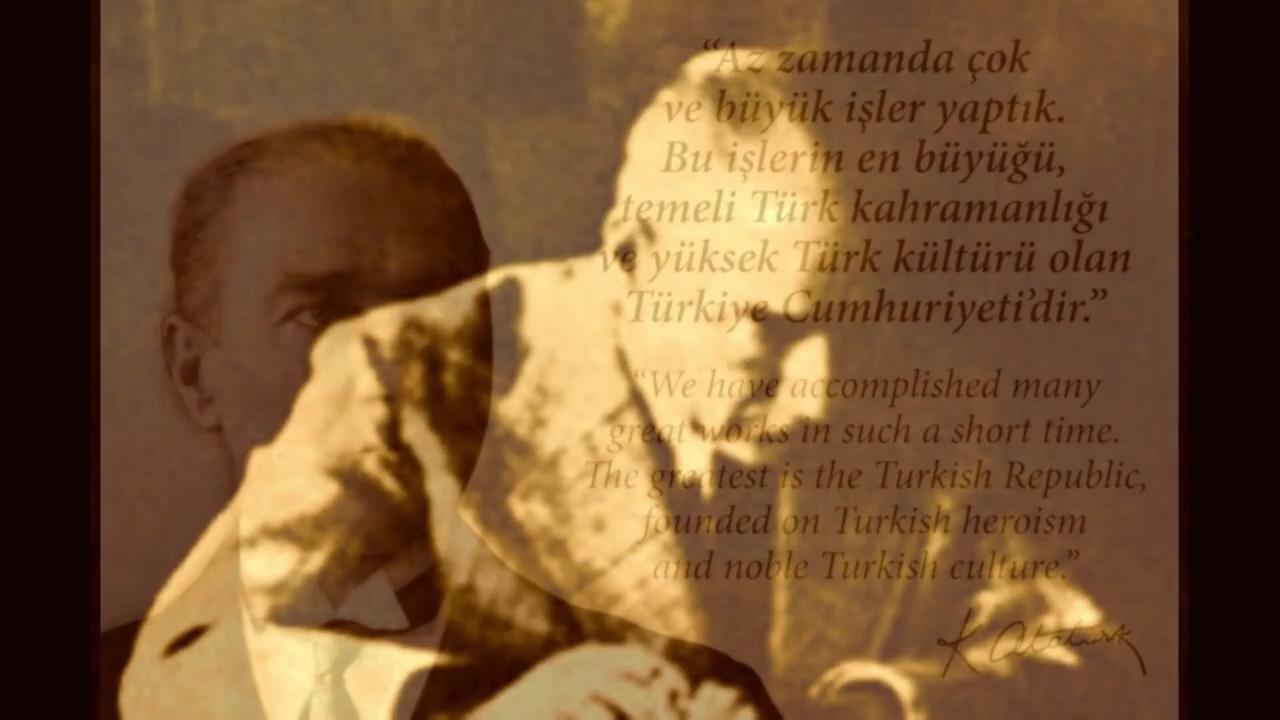 “Az zamanda çok
ve büyük işler yaptık.
Bu işlerin en büyüğü,
temeli Türk kahramanlığı
ve yüksek Türk kültürü olan
Türkiye Cumhuriyeti’dir.”
“We have accomplished many
great works in such a short time.
The greatest is the Turkish Republic,
founded on Turkish heroism
and noble Turkish culture.”
K Atatürk